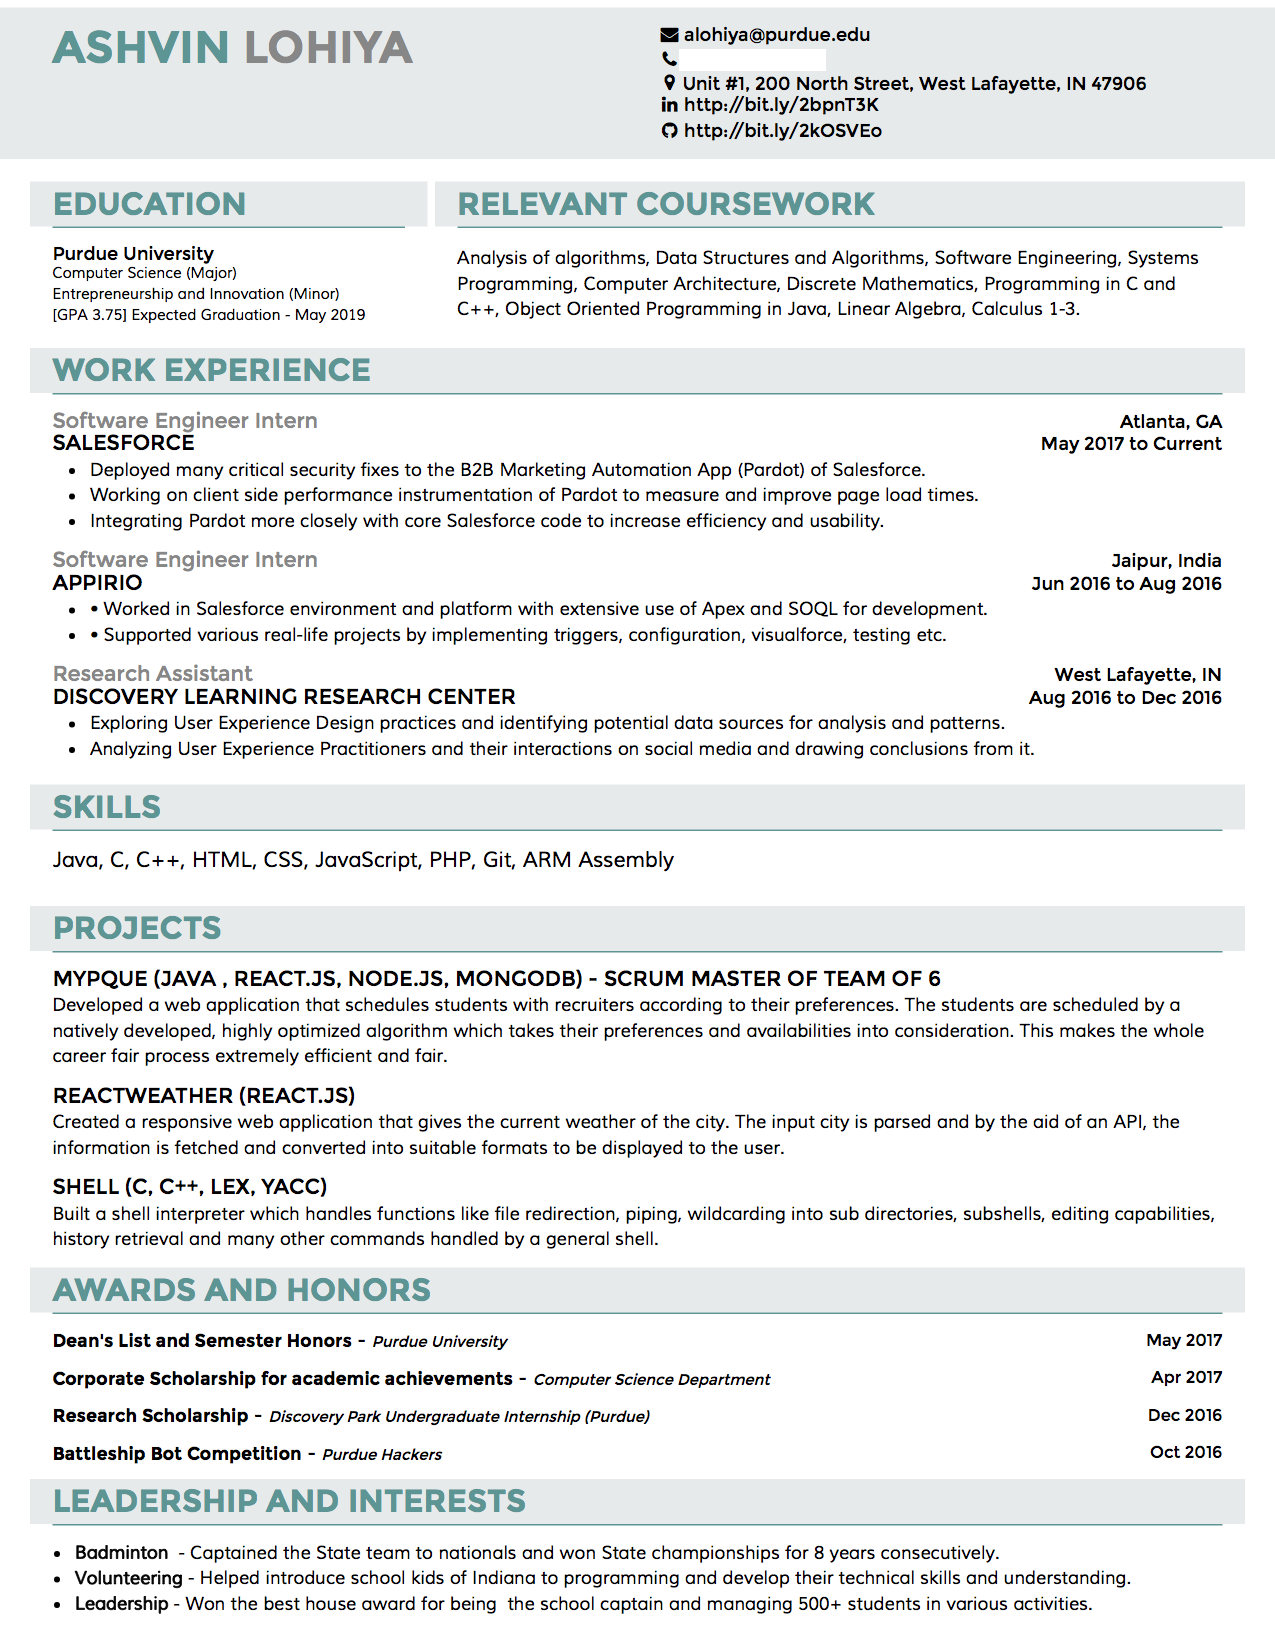 ASHVIN LOHIYA
alohiya@purdue.edu
Unit #1, 200 North Street, West Lafayette, IN 47906
http://bit.ly/2bpnT3K
http://bit.ly/2kOSVEo
EDUCATION
Purdue University
Computer Science (Major)
Entrepreneurship and Innovation (Minor)
[GPA 3.75] Expected Graduation - May 2019
RELEVANT COURSEWORK
Analysis of algorithms, Data Structures and Algorithms, Software Engineering, Systems
Programming, Computer Architecture, Discrete Mathematics, Programming in C and
C++, Object Oriented Programming in Java, Linear Algebra, Calculus 1-3.
WORK EXPERIENCE
Software Engineer Intern Atlanta, GA
SALESFORCE May 2017 to Current
• Deployed many critical security fixes to the B2B Marketing Automation App (Pardot) of Salesforce.
• Working on client side performance instrumentation of Pardot to measure and improve page load times.
• Integrating Pardot more closely with core Salesforce code to increase efficiency and usability.
Software Engineer Intern Jaipur, India
APPIRIO Jun 2016 to Aug 2016
• • Worked in Salesforce environment and platform with extensive use of Apex and SOQL for development.
• • Supported various real-life projects by implementing triggers, configuration, visualforce, testing etc.
Research Assistant West Lafayette, IN
DISCOVERY LEARNING RESEARCH CENTER Aug 2016 to Dec 2016
• Exploring User Experience Design practices and identifying potential data sources for analysis and patterns.
• Analyzing User Experience Practitioners and their interactions on social media and drawing conclusions from it.
SKILLS
Java, C, C++, HTML, CSS, JavaScript, PHP, Git, ARM Assembly
PROJECTS
MYPQUE (JAVA , REACT.JS, NODE.JS, MONGODB) - SCRUM MASTER OF TEAM OF 6
Developed a web application that schedules students with recruiters according to their preferences. The students are scheduled by a
natively developed, highly optimized algorithm which takes their preferences and availabilities into consideration. This makes the whole
career fair process extremely efficient and fair.
REACTWEATHER (REACT.JS)
Created a responsive web application that gives the current weather of the city. The input city is parsed and by the aid of an API, the
information is fetched and converted into suitable formats to be displayed to the user.
SHELL (C, C++, LEX, YACC)
Built a shell interpreter which handles functions like file redirection, piping, wildcarding into sub directories, subshells, editing capabilities,
history retrieval and many other commands handled by a general shell.
AWARDS AND HONORS
Dean's List and Semester Honors - Purdue University May 2017
Corporate Scholarship for academic achievements - Computer Science Department Apr 2017
Research Scholarship - Discovery Park Undergraduate Internship (Purdue) Dec 2016
Battleship Bot Competition - Purdue Hackers Oct 2016
LEADERSHIP AND INTERESTS
• Badminton - Captained the State team to nationals and won State championships for 8 years consecutively.
• Volunteering - Helped introduce school kids of Indiana to programming and develop their technical skills and understanding.
• Leadership - Won the best house award for being the school captain and managing 500+ students in various activities.